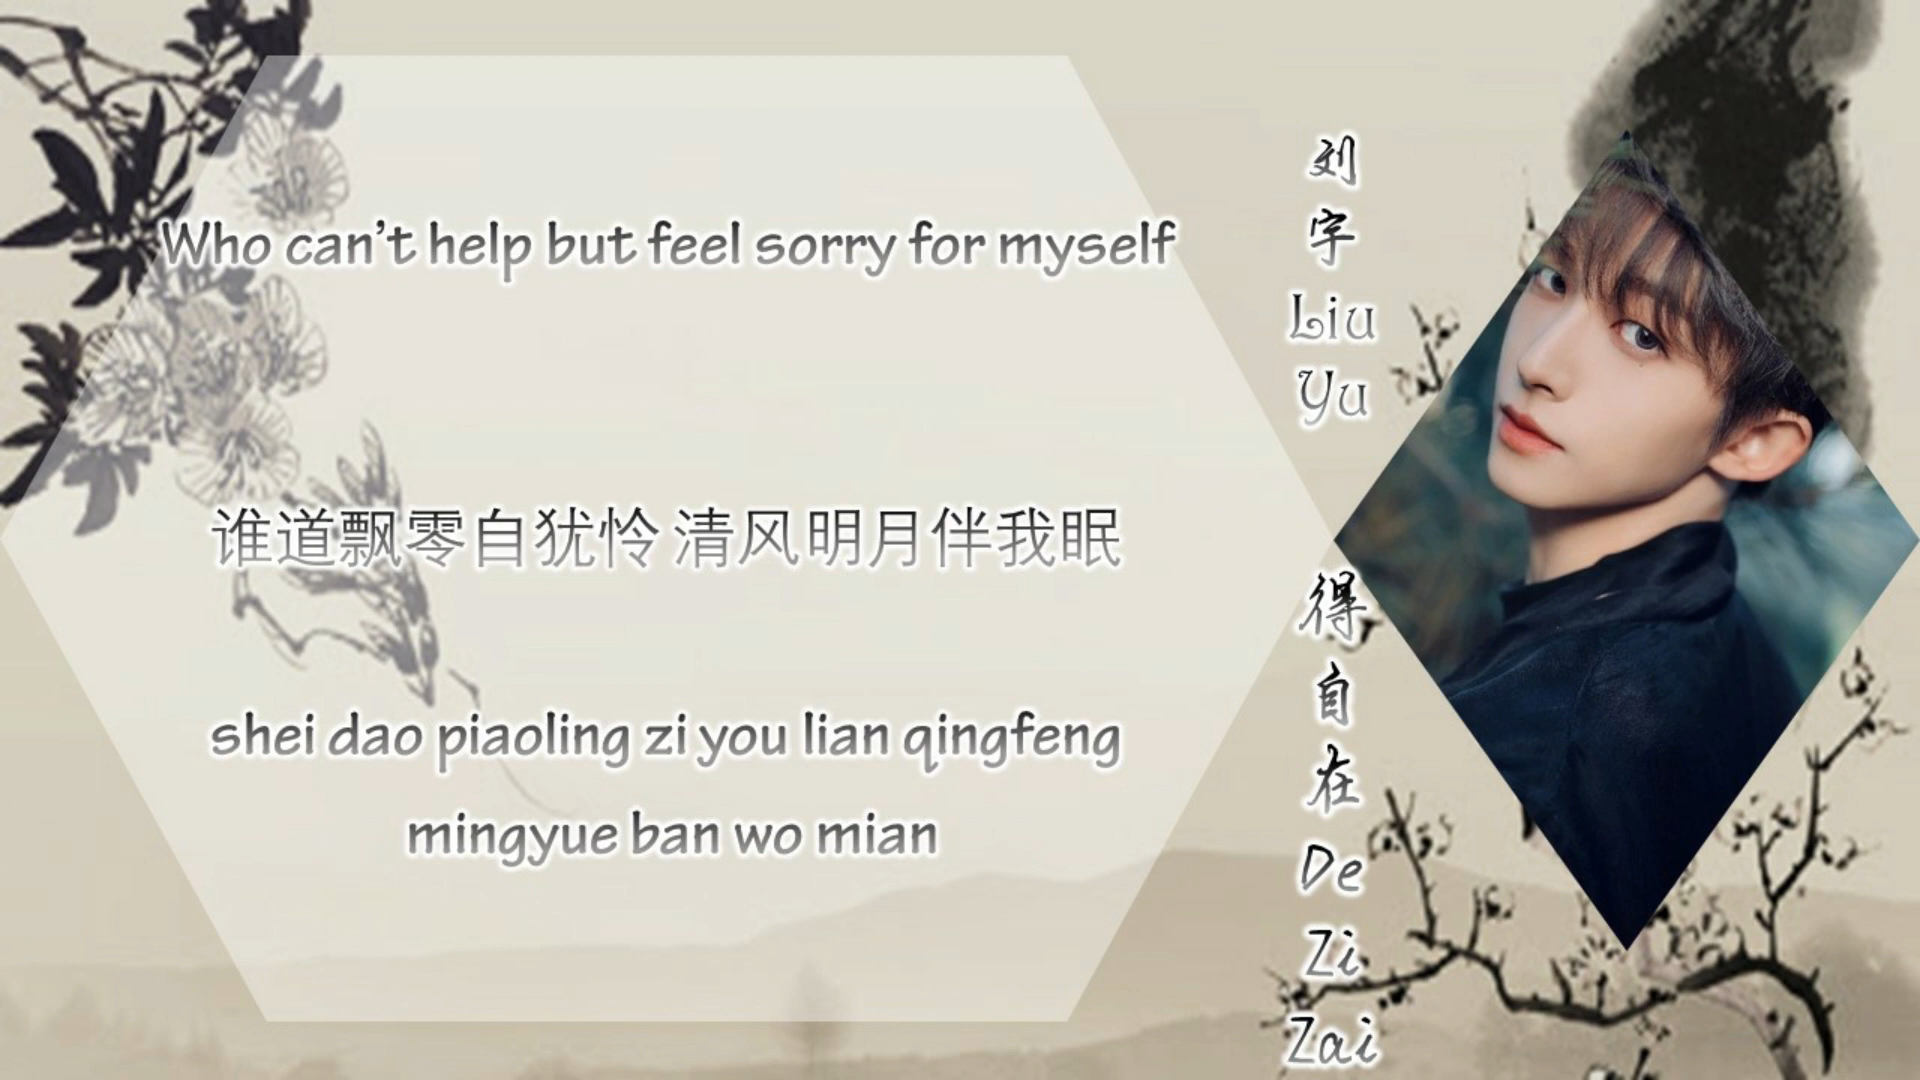 Who can't help but feel sorry for myself
谁道飘零自犹怜 清风明月伴我眠
shei dao piaoling zi you lian qingfeng
mingyue ban wo mian
刘
宇
Liu
Yu
得
自
在
De
Zi
Zai